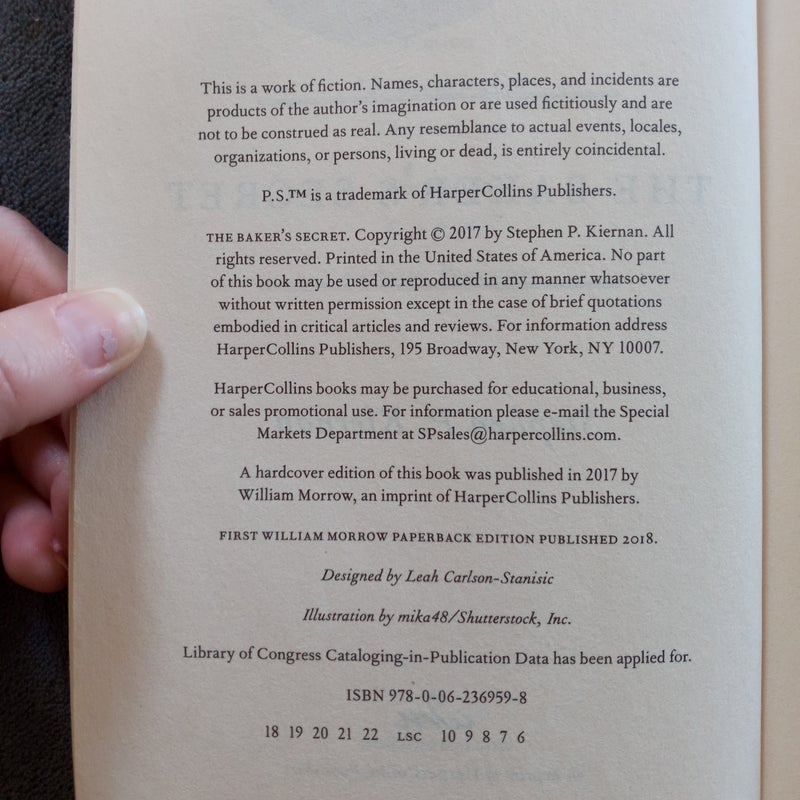 This is a work of fiction. Names, characters, places, and incidents are
products of the author's imagination or are used fictitiously and are
not to be construed as real. Any resemblance to actual events, locales,
organizations, or persons, living or dead, is entirely coincidental.
P.S.™ is a trademark of HarperCollins Publishers.
THE BAKER'S SECRET. Copyright © 2017 by Stephen P. Kiernan. All
rights reserved. Printed in the United States of America. No part
of this book may be used or reproduced in any manner whatsoever
without written permission except in the case of brief quotations
embodied in critical articles and reviews. For information address
HarperCollins Publishers, 195 Broadway, New York, NY 10007.
HarperCollins books may be purchased for educational, business,
or sales promotional use. For information please e-mail the Special
Markets Department at SPsales@harpercollins.com.
A hardcover edition of this book was published in 2017 by
William Morrow, an imprint of HarperCollins Publishers.
FIRST WILLIAM MORROW PAPERBACK EDITION PUBLISHED 2018.
Designed by Leah Carlson-Stanisic
Illustration by mika48/Shutterstock, Inc.
Library of Congress Cataloging-in-Publication Data has been applied for.
ISBN 978-0-06-236959-8
18 19 20 21 22 LSC 10 9 8 7 6